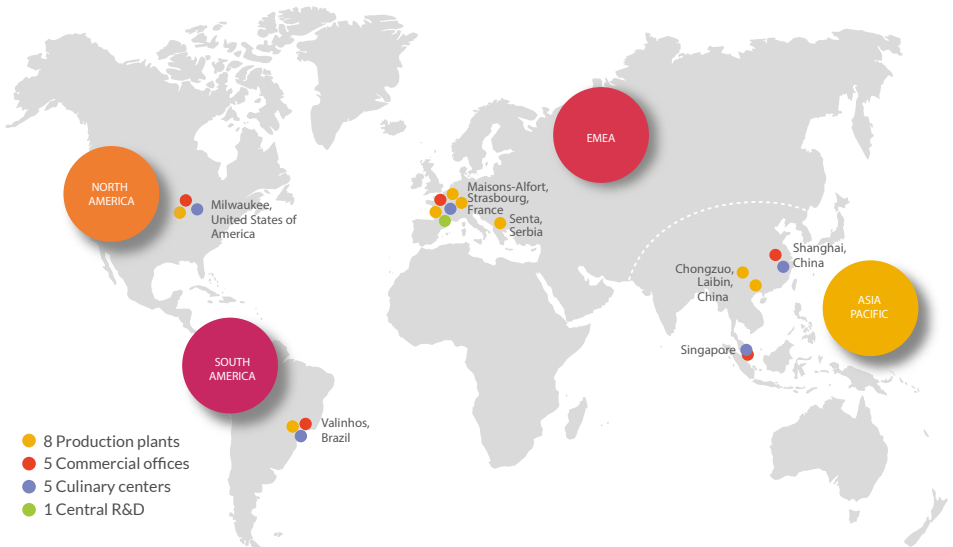 NORTH
AMERICA
Milwaukee,
United States of
America
EMEA
Maisons-Alfort,
Strasbourg,
France
Senta,
Serbia
Shanghai,
China
Chongzuo,
Laibin,
China
ASIA
PACIFIC
Singapore
SOUTH
AMERICA
Valinhos,
Brazil
8 Production plants
5 Commercial offices
5 Culinary centers
1 Central R&D